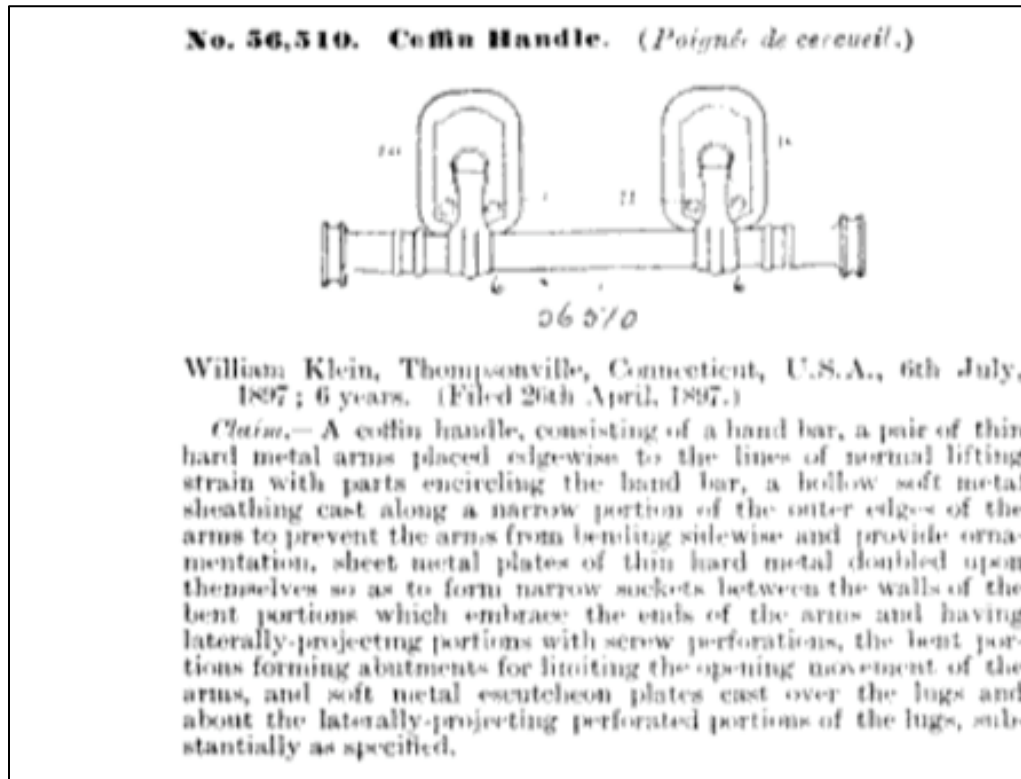 No. 56,510. Coffin Handle. (Poignée de cercueil.)
10
11
6 6
56510
William Klein, Thompsonville, Connecticut, U.S.A., 6th July,
1897; 6 years. (Filed 26th April, 1897.)
Claim.—A coffin handle, consisting of a hand bar, a pair of thin
hard metal arms placed edgewise to the lines of normal lifting
strain with parts encircling the hand bar, a hollow soft metal
sheathing cast along a narrow portion of the outer edges of the
arms to prevent the arms from bending sidewise and provide orna-
mentation, sheet metal plates of thin hard metal doubled upon
themselves so as to form narrow sockets between the walls of the
bent portions which embrace the ends of the arms and having
laterally-projecting portions with screw perforations, the bent por-
tions forming abutments for limiting the opening movement of the
arms, and soft metal escutcheon plates cast over the lugs and
about the laterally-projecting perforated portions of the lugs, sub-
stantially as specified.